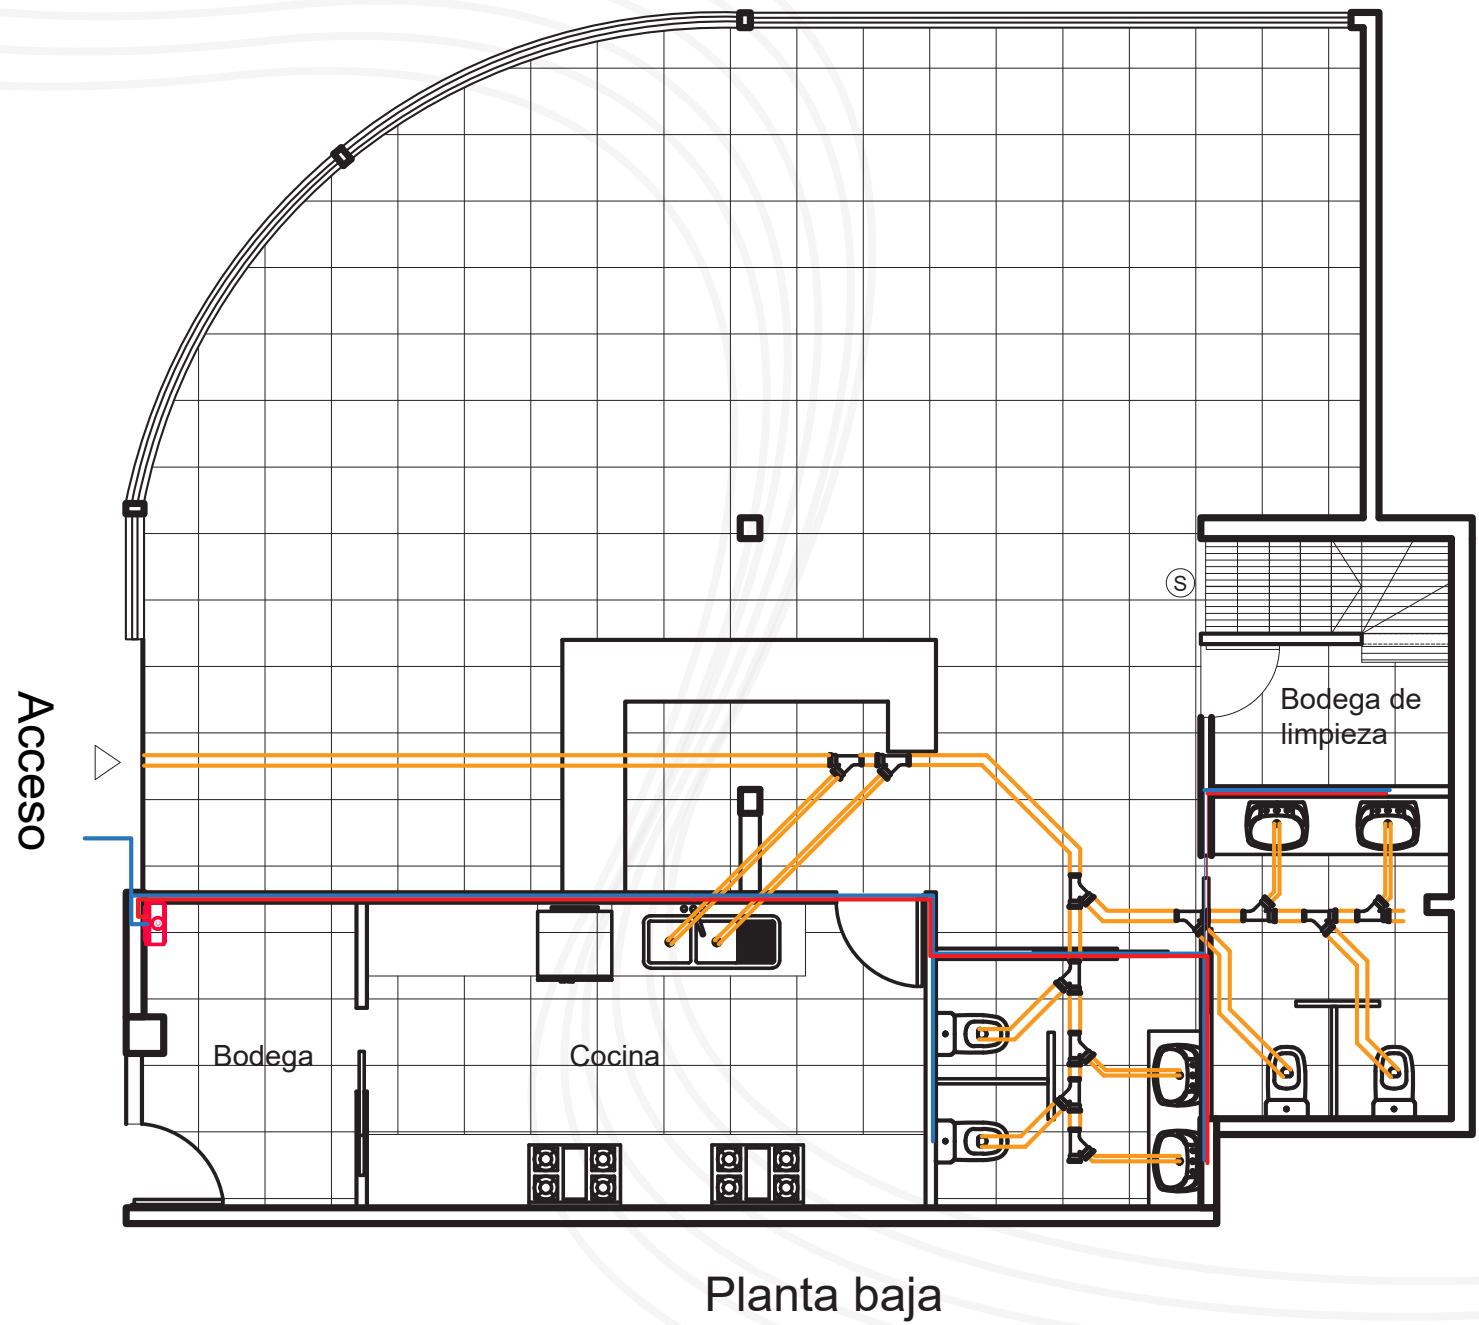 S
Bodega de
limpieza
Acceso
Bodega
Cocina
Planta baja